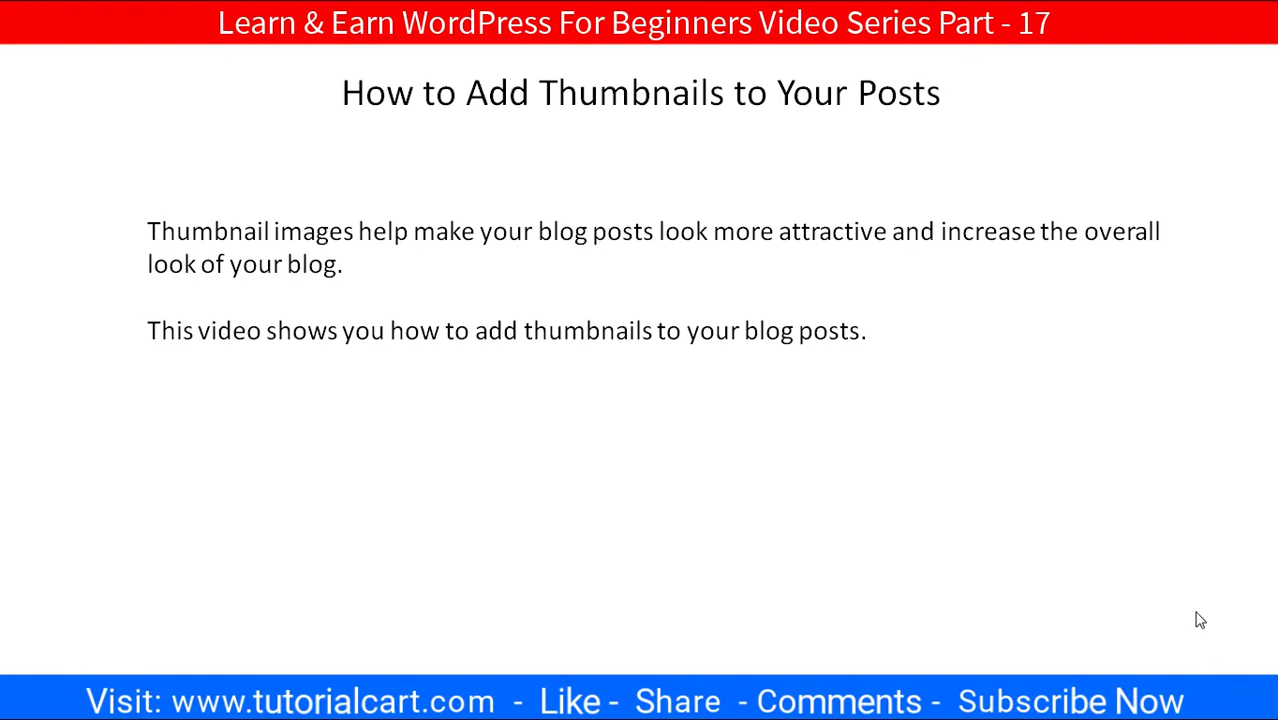 Learn & Earn WordPress For Beginners Video Series Part - 17
How to Add Thumbnails to Your Posts
Thumbnail images help make your blog posts look more attractive and increase the overall
look of your blog.
This video shows you how to add thumbnails to your blog posts.
Visit: www.tutorialcart.com - Like - Share - Comments - Subscribe Now